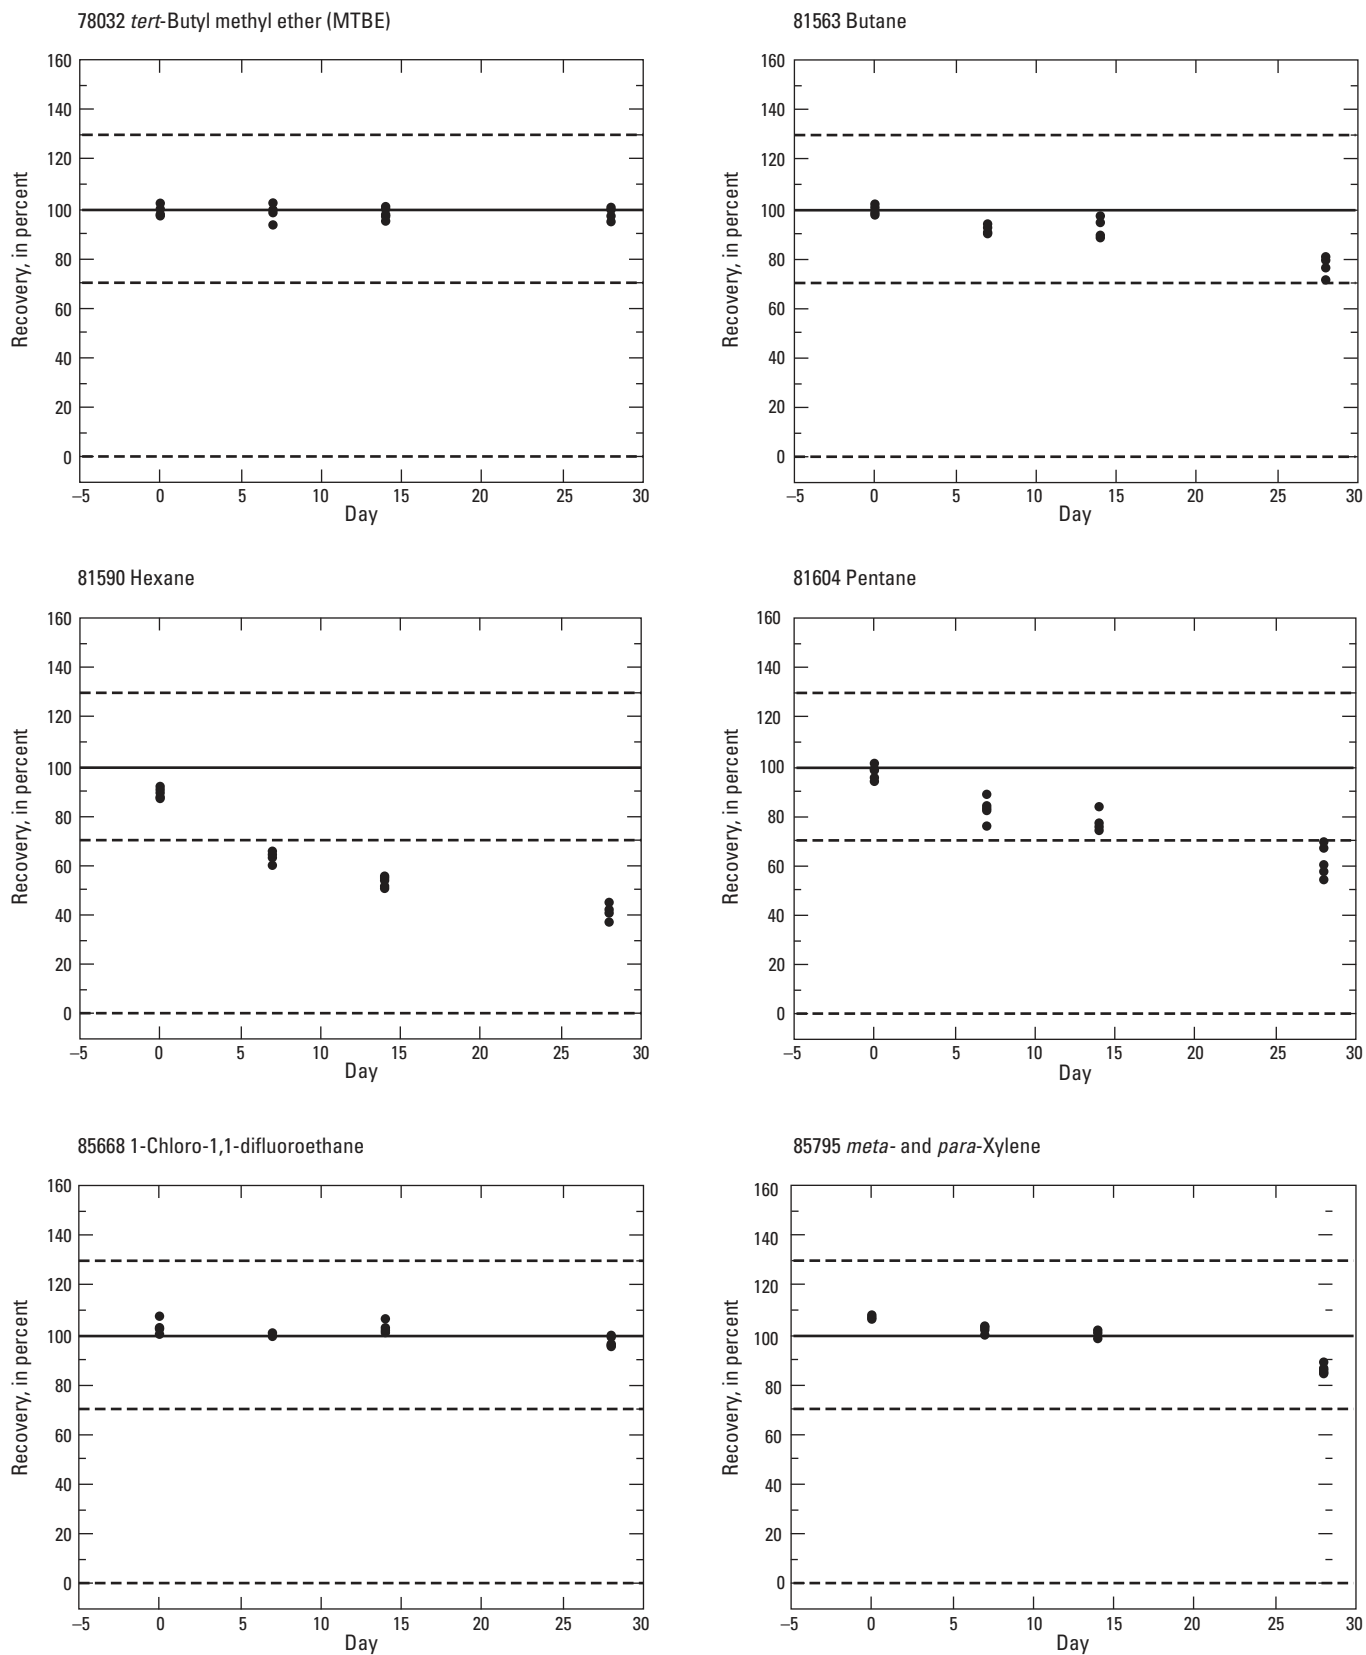 78032 tert-Butyl methyl ether (MTBE)
160
140
120
100
80
60
40
20
0
Recovery, in percent
–5 0 5 10 15 20 25 30
Day
81563 Butane
160
140
120
100
80
60
40
20
0
Recovery, in percent
–5 0 5 10 15 20 25 30
Day
81590 Hexane
160
140
120
100
80
60
40
20
0
Recovery, in percent
–5 0 5 10 15 20 25 30
Day
81604 Pentane
160
140
120
100
80
60
40
20
0
Recovery, in percent
–5 0 5 10 15 20 25 30
Day
85668 1-Chloro-1,1-difluoroethane
160
140
120
100
80
60
40
20
0
Recovery, in percent
–5 0 5 10 15 20 25 30
Day
85795 meta- and para-Xylene
160
140
120
100
80
60
40
20
0
Recovery, in percent
–5 0 5 10 15 20 25 30
Day